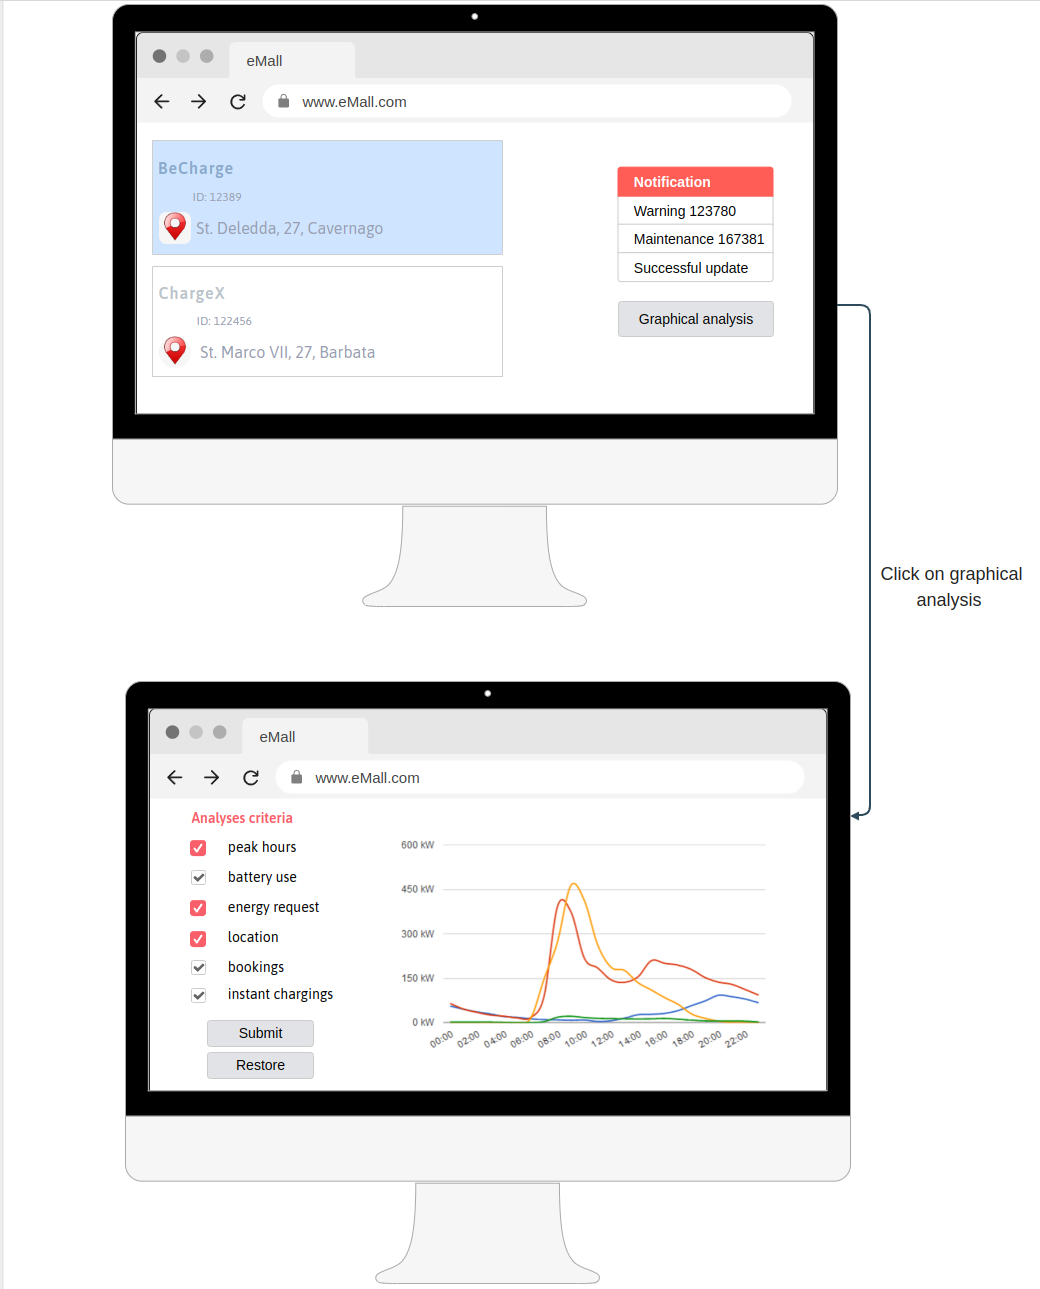 eMall
www.eMall.com
BeCharge
ID: 12389
St. Deledda, 27, Cavernago
ChargeX
ID: 122456
St. Marco VII, 27, Barbata
Notification
Warning 123780
Maintenance 167381
Successful update
Graphical analysis
Click on graphical
analysis
eMall
www.eMall.com
Analyses criteria
peak hours
battery use
energy request
location
bookings
instant chargings
Submit
Restore
600 kW
450 kW
300 kW
150 kW
0 kW
00:00 02:00 04:00 06:00 08:00 10:00 12:00 14:00 16:00 18:00 20:00 22:00